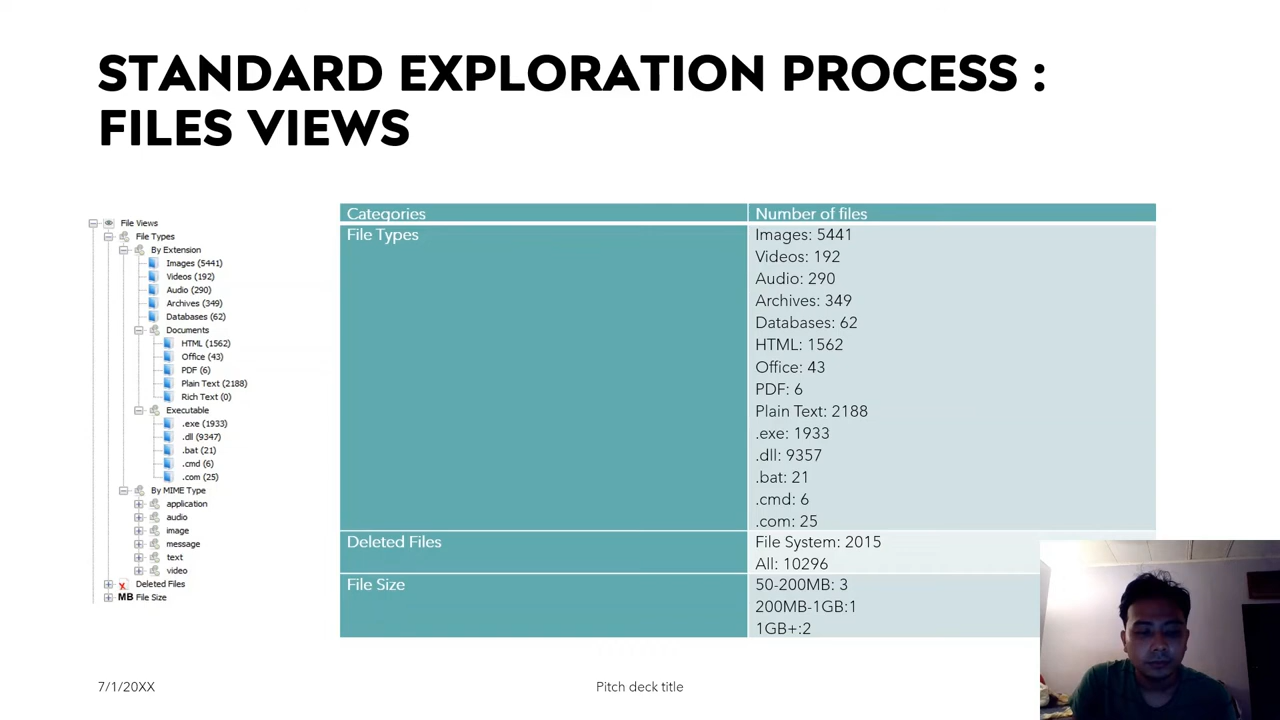 STANDARD EXPLORATION PROCESS :
FILES VIEWS
File Views
File Types
By Extension
Images (5441)
Videos (192)
Audio (290)
Archives (349)
Databases (62)
Documents
HTML (1562)
Office (43)
PDF (6)
Plain Text (2188)
Rich Text (0)
Executable
.exe (1933)
.dll (9347)
.bat (21)
.cmd (6)
.com (25)
By MIME Type
application
audio
image
message
text
video
Deleted Files
MB File Size
Categories
Number of files
File Types
Images: 5441
Videos: 192
Audio: 290
Archives: 349
Databases: 62
HTML: 1562
Office: 43
PDF: 6
Plain Text: 2188
.exe: 1933
.dll: 9357
.bat: 21
.cmd: 6
.com: 25
Deleted Files
File System: 2015
All: 10296
File Size
50-200MB: 3
200MB-1GB:1
1GB+:2
7/1/20XX
Pitch deck title